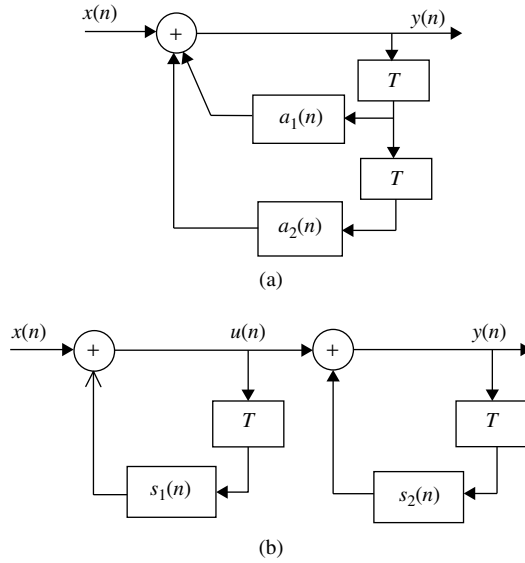 x(n) + y(n)
T
a₁(n)
T
a₂(n)
(a)
x(n) + u(n) + y(n)
T T
s₁(n) s₂(n)
(b)